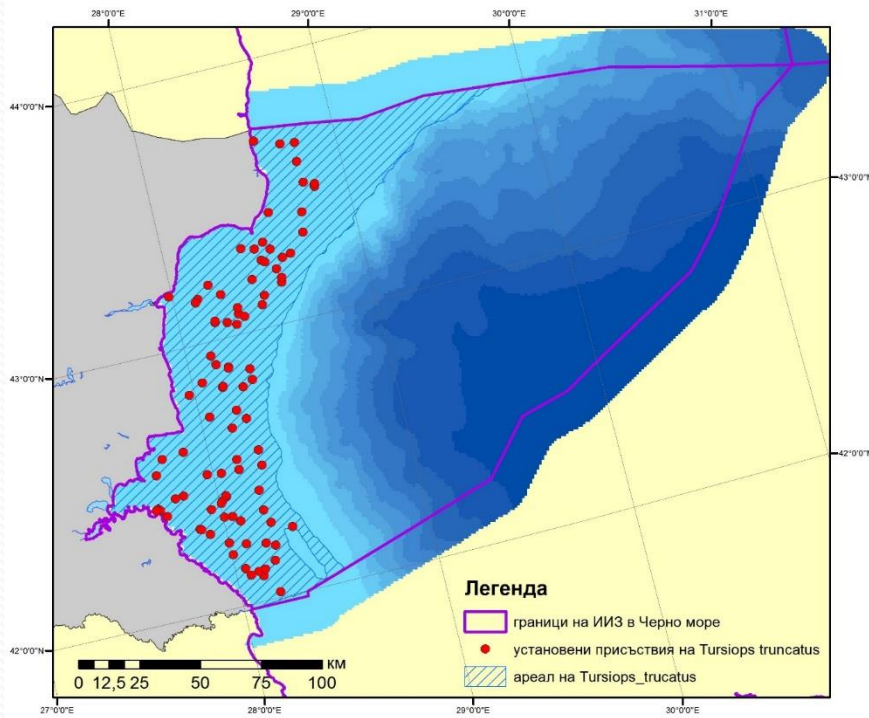 28°0'0"E 29°0'0"E 30°0'0"E 31°0'0"E
44°0'0"N
43°0'0"N
43°0'0"N
42°0'0"N
42°0'0"N
Легенда
граници на ИИЗ в Черно море
установени присъствия на Tursiops truncatus
ареал на Tursiops_trucatus
км
0 12,5 25 50 75 100
27°0'0"E 28°0'0"E 29°0'0"E 30°0'0"E